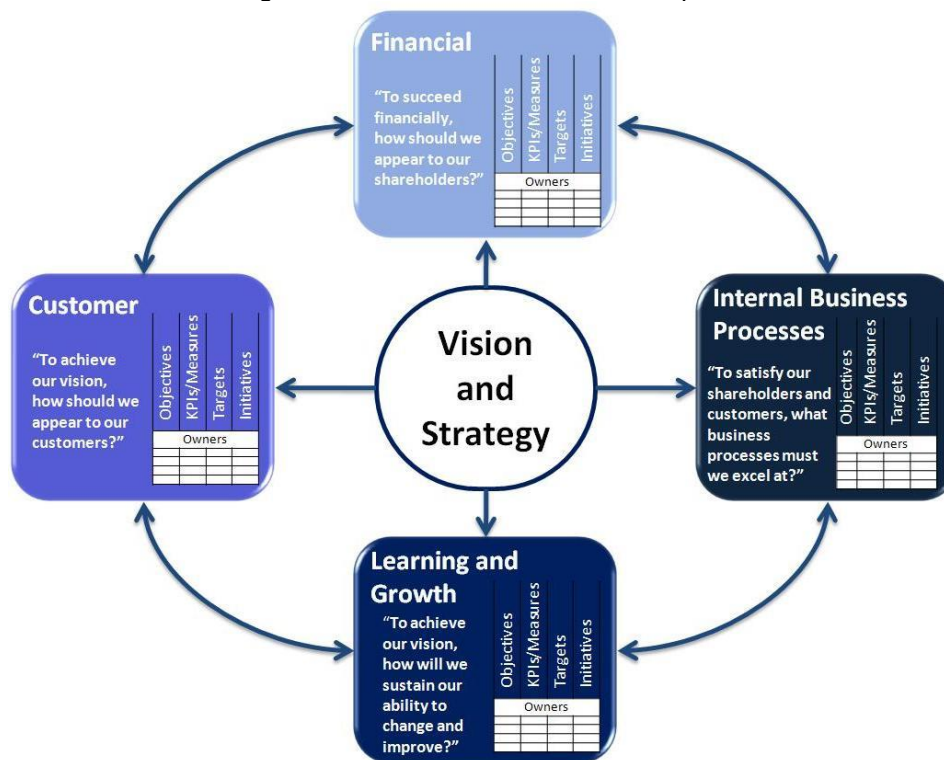 Financial
“To succeed
financially,
how should we
appear to our
shareholders?”
Objectives
KPIs/Measures
Targets
Initiatives
Owners
Customer
“To achieve
our vision,
how should we
appear to our
customers?”
Objectives
KPIs/Measures
Targets
Initiatives
Owners
Vision
and
Strategy
Internal Business
Processes
“To satisfy our
shareholders and
customers, what
business
processes must
we excel at?”
Objectives
KPIs/Measures
Targets
Initiatives
Owners
Learning and
Growth
“To achieve
our vision,
how will we
sustain our
ability to
change and
improve?”
Objectives
KPIs/Measures
Targets
Initiatives
Owners